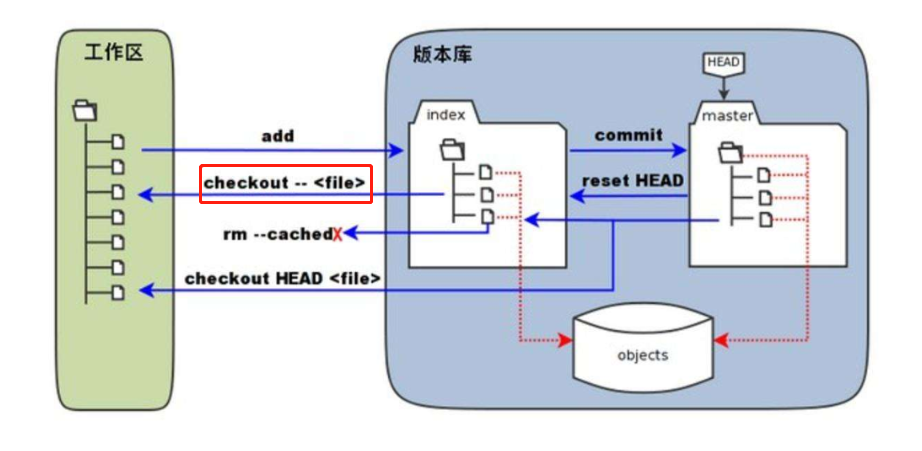 工作区
版本库
HEAD
index
master
add
commit
checkout -- <file>
reset HEAD
rm --cached
X
checkout HEAD <file>
objects